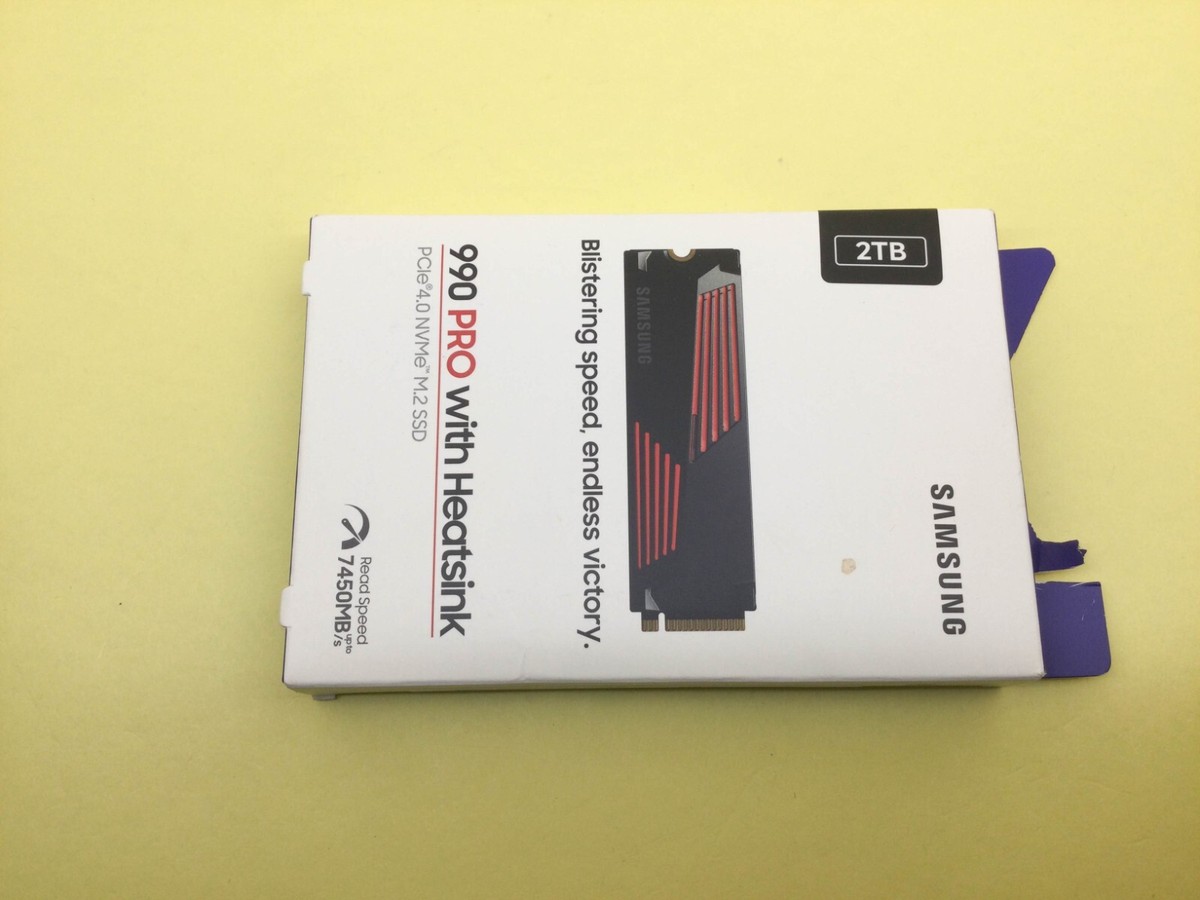 SAMSUNG
2TB
SAMSUNG
Blistering speed, endless victory.
990 PRO with Heatsink
PCIe® 4.0 NVMe™ M.2 SSD
Read Speed
up to
7450MB/s